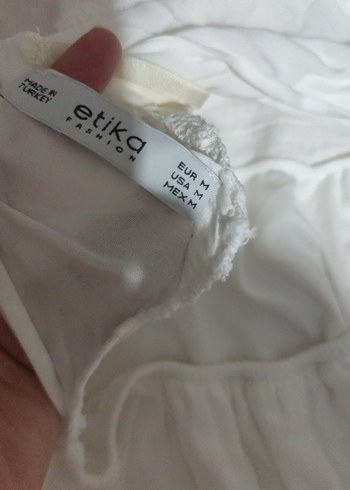 MADE IN
TURKEY
etika
FASHION
EUR M
USA M
MEX M